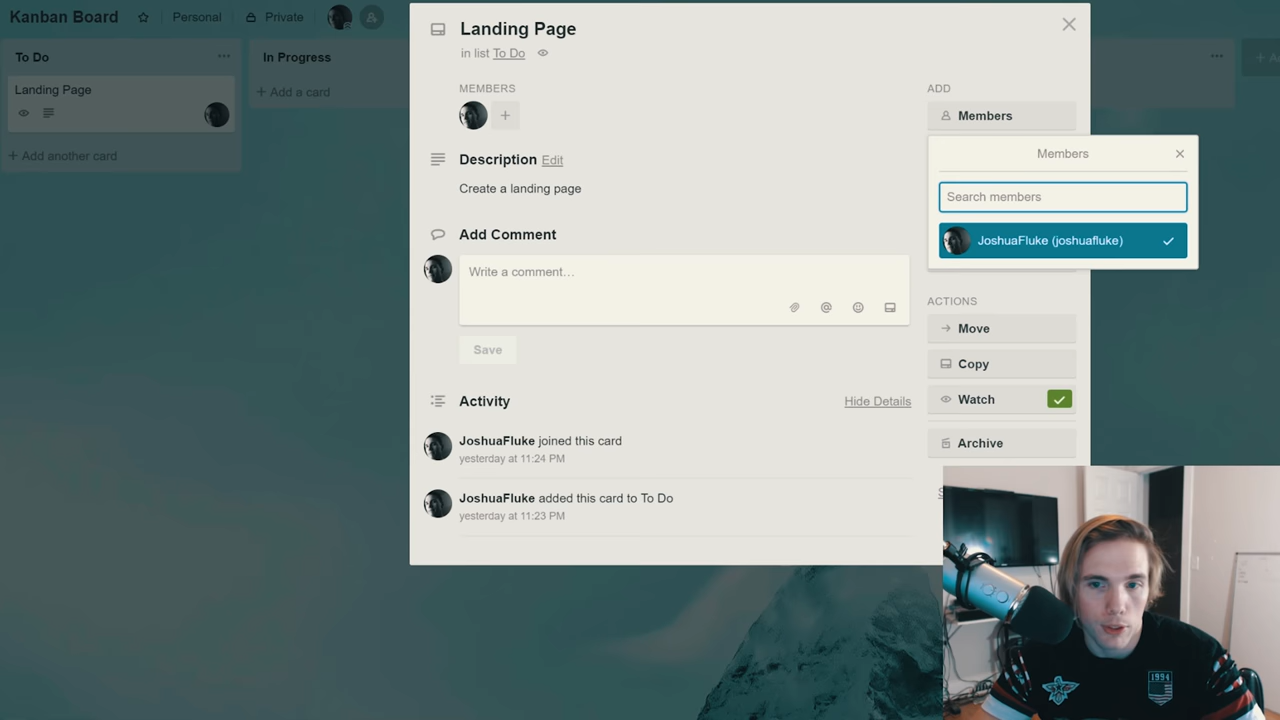 Kanban Board
Personal
Private
To Do
Landing Page
+ Add another card
In Progress
+ Add a card
Landing Page
in list To Do
MEMBERS
Description Edit
Create a landing page
Add Comment
Write a comment…
Save
Activity
Hide Details
JoshuaFluke joined this card
yesterday at 11:24 PM
JoshuaFluke added this card to To Do
yesterday at 11:23 PM
ADD
Members
Members
Search members
JoshuaFluke (joshuafluke)
ACTIONS
Move
Copy
Watch
Archive
1994